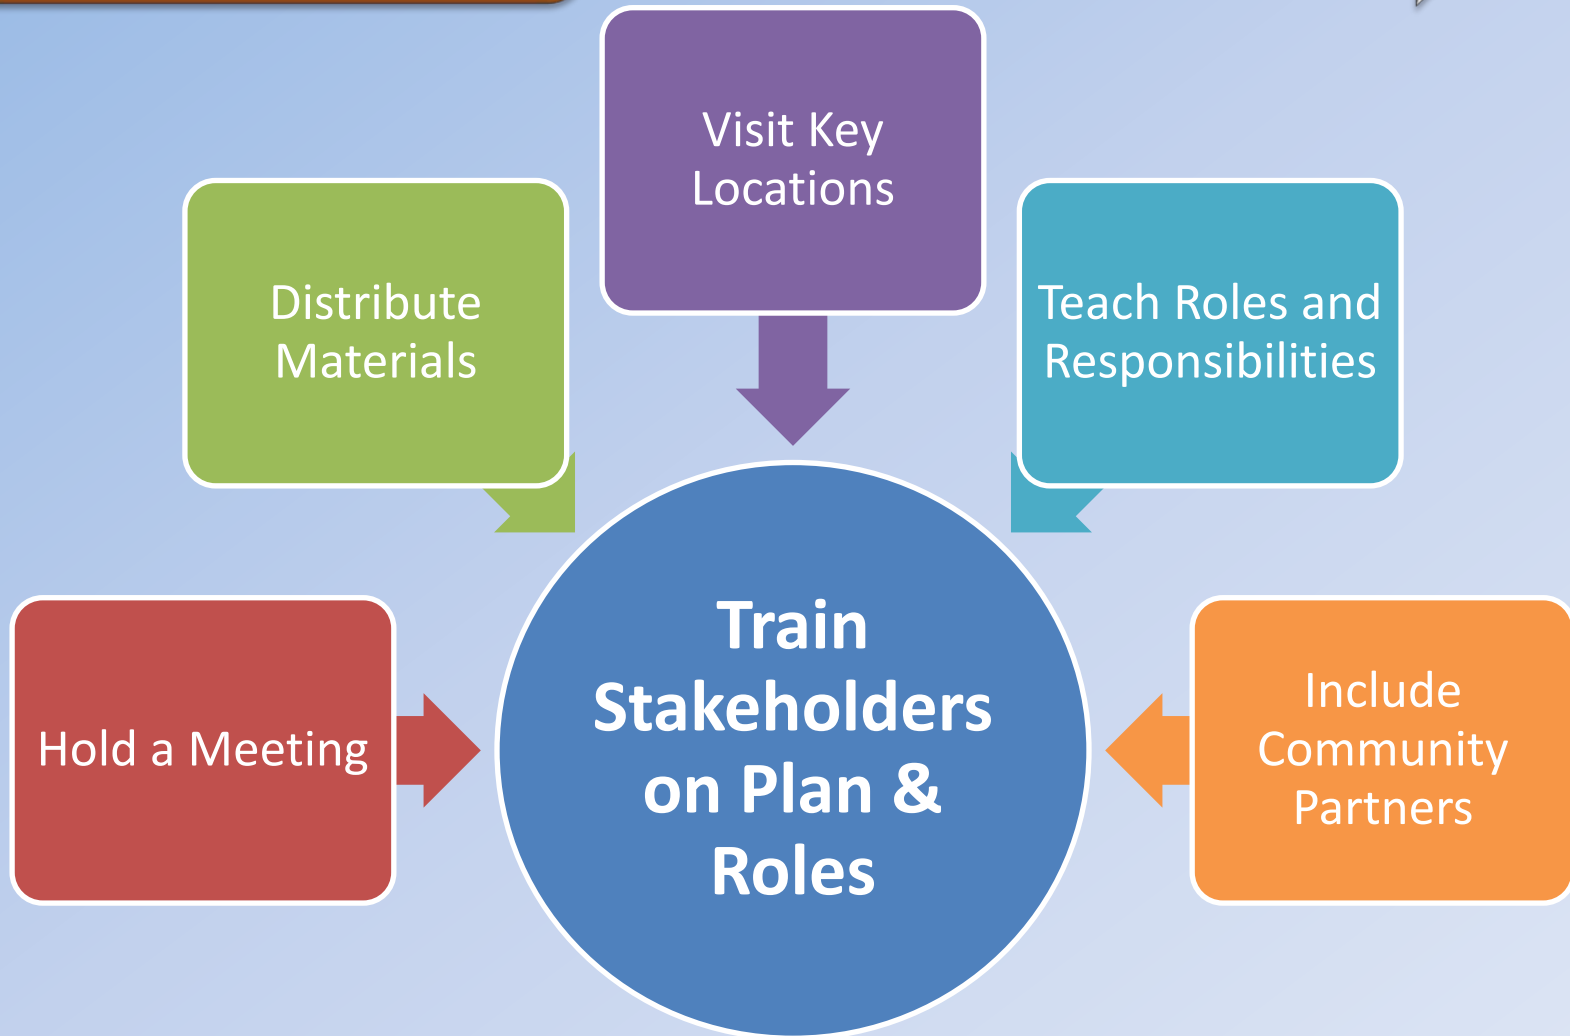 Visit Key
Locations
Distribute
Materials
Teach Roles and
Responsibilities
Hold a Meeting
Train
Stakeholders
on Plan &
Roles
Include
Community
Partners